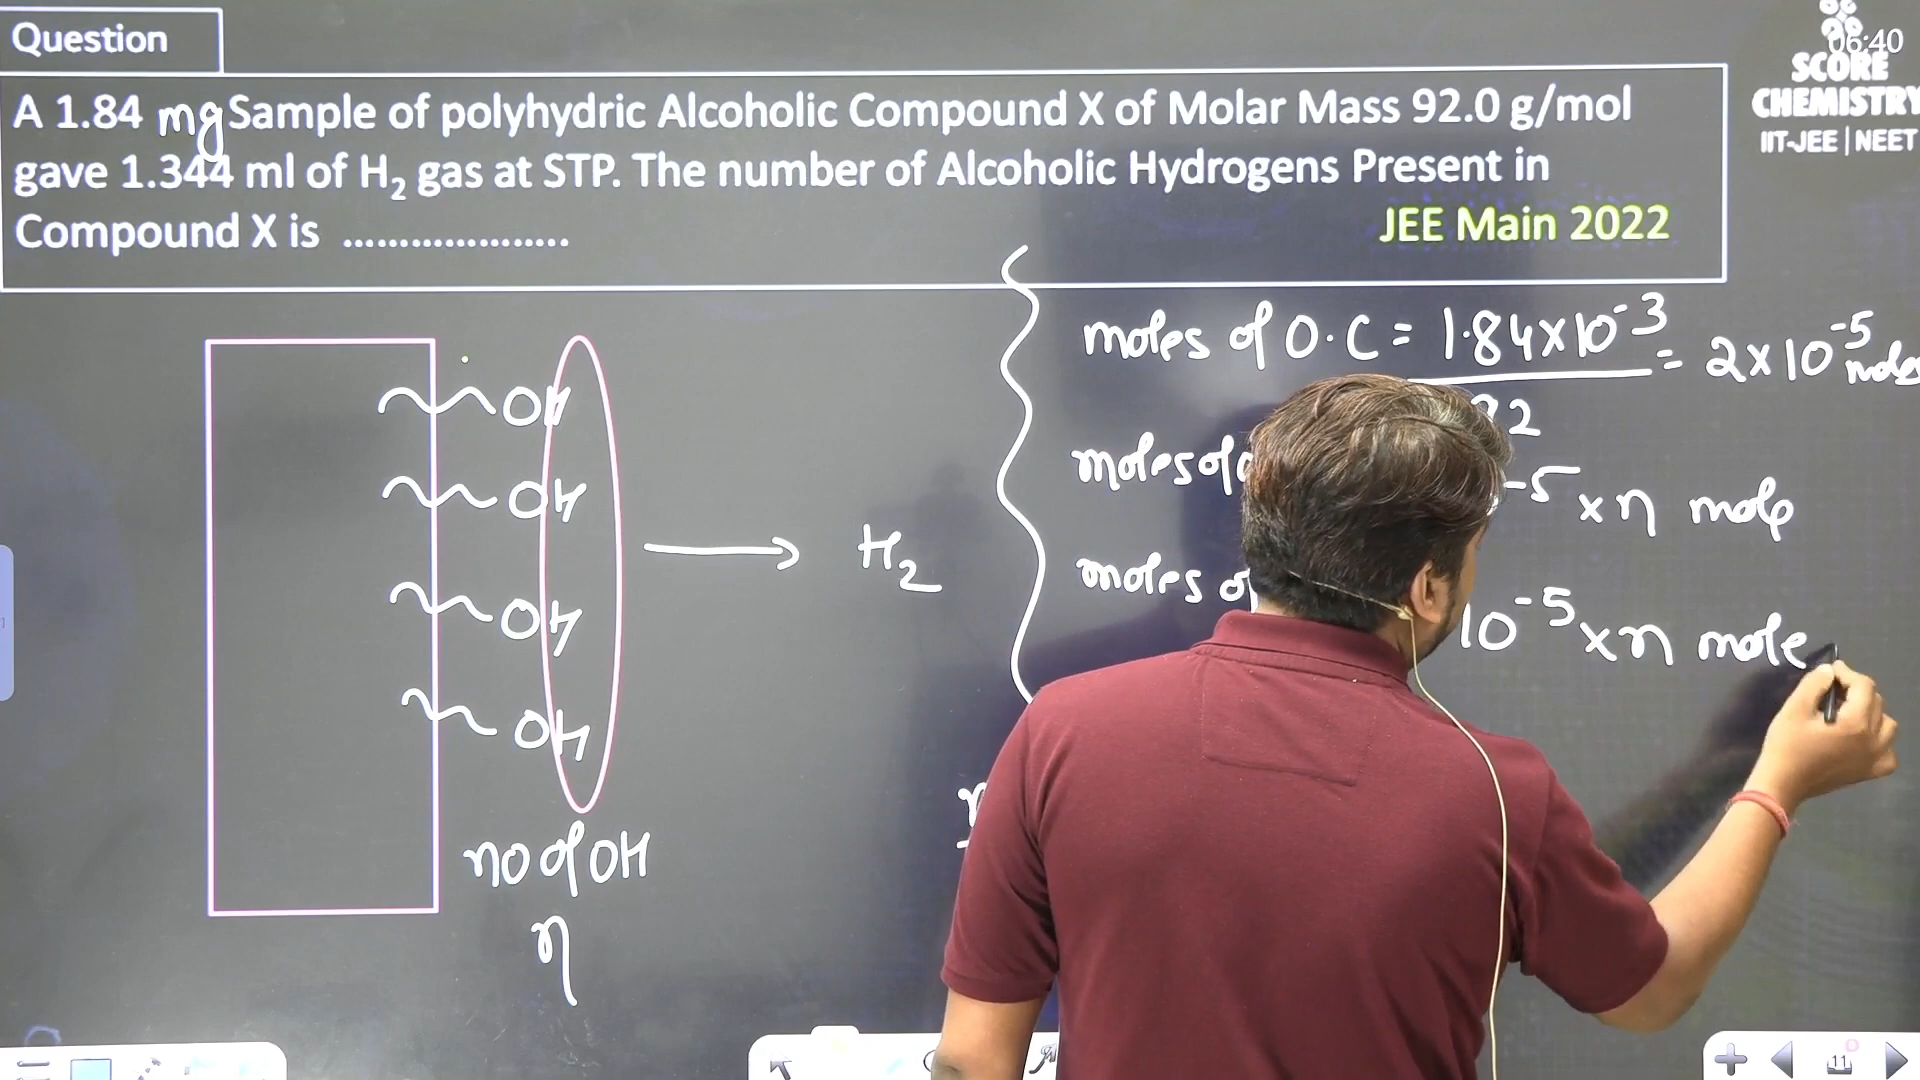 Question
06:40
SCORE
CHEMISTRY
IIT-JEE | NEET
A 1.84 mg Sample of polyhydric Alcoholic Compound X of Molar Mass 92.0 g/mol
gave 1.344 ml of H₂ gas at STP. The number of Alcoholic Hydrogens Present in
Compound X is ....................
JEE Main 2022
OH
OH
OH
OH
no of OH
n
H₂
moles of O.C = 1.84×10⁻³ = 2×10⁻⁵ moles
moles of
⁻⁵ × n mole
moles of
10⁻⁵ × n mole
11